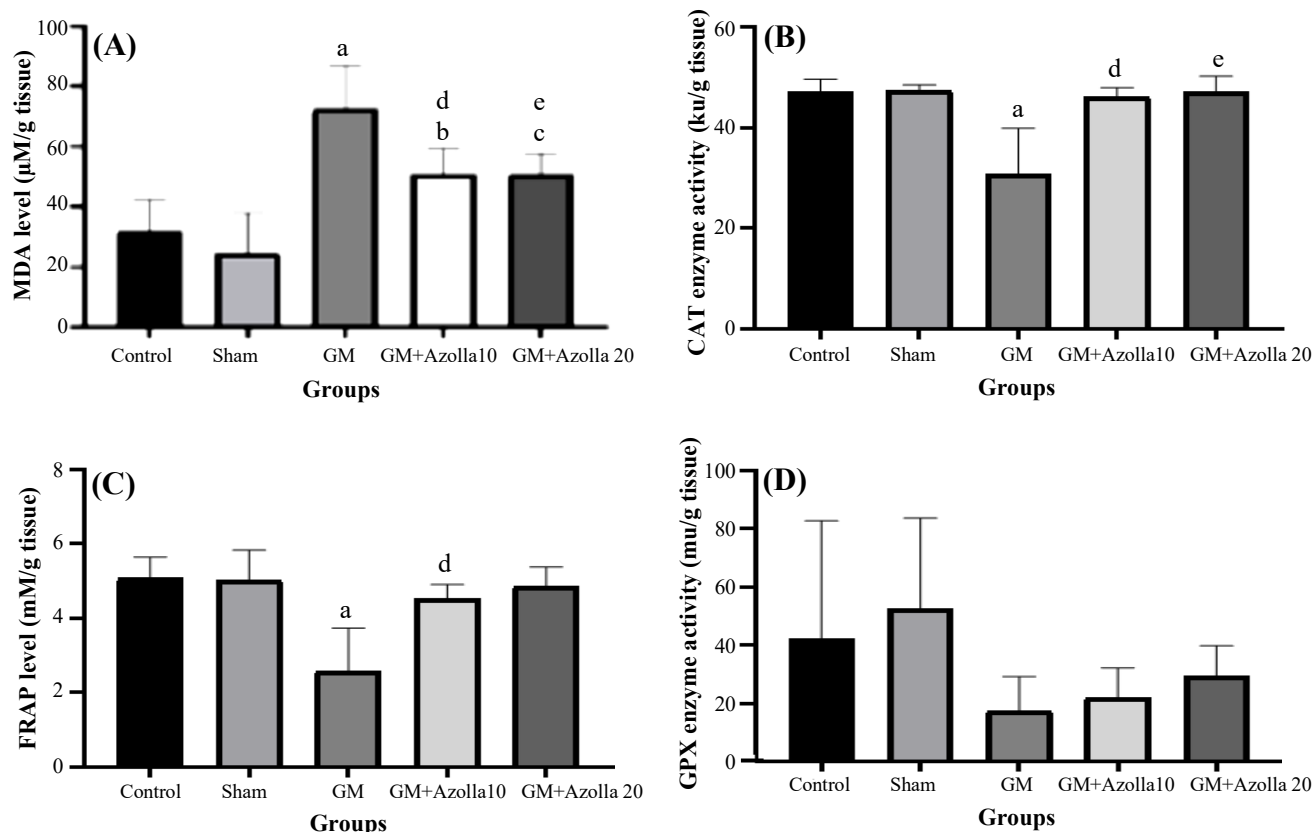 (A)
MDA level (µM/g tissue)
100
80
60
40
20
0
a
d
b
e
c
Control Sham GM GM+Azolla10 GM+Azolla 20
Groups
(B)
CAT enzyme activity (ku/g tissue)
60
40
20
0
a
d
e
Control Sham GM GM+Azolla10 GM+Azolla 20
Groups
(C)
FRAP level (mM/g tissue)
8
6
4
2
0
a
d
Control Sham GM GM+Azolla10 GM+Azolla 20
Groups
(D)
GPX enzyme activity (mu/g tissue)
100
80
60
40
20
0
Control Sham GM GM+Azolla10 GM+Azolla 20
Groups